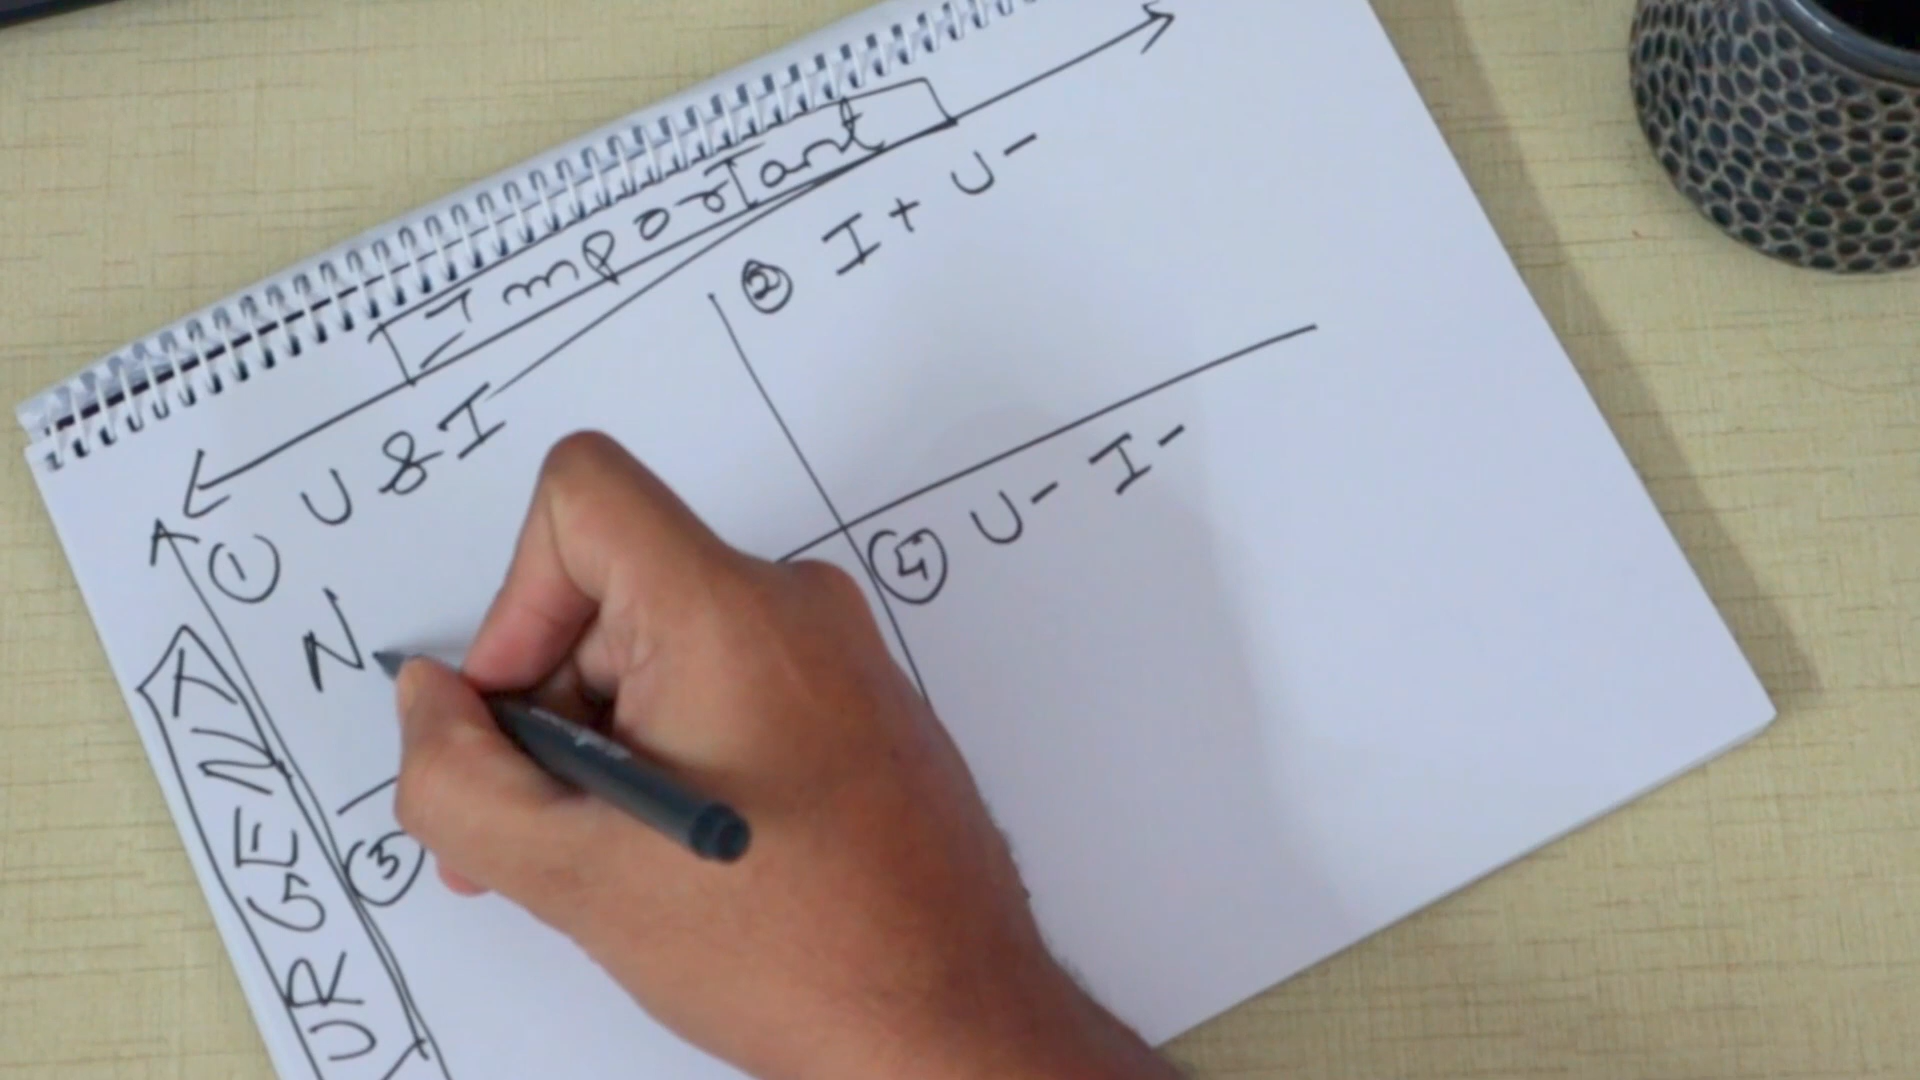 Important
① U & I
② I + U -
N
③
④ U - I -
URGENT